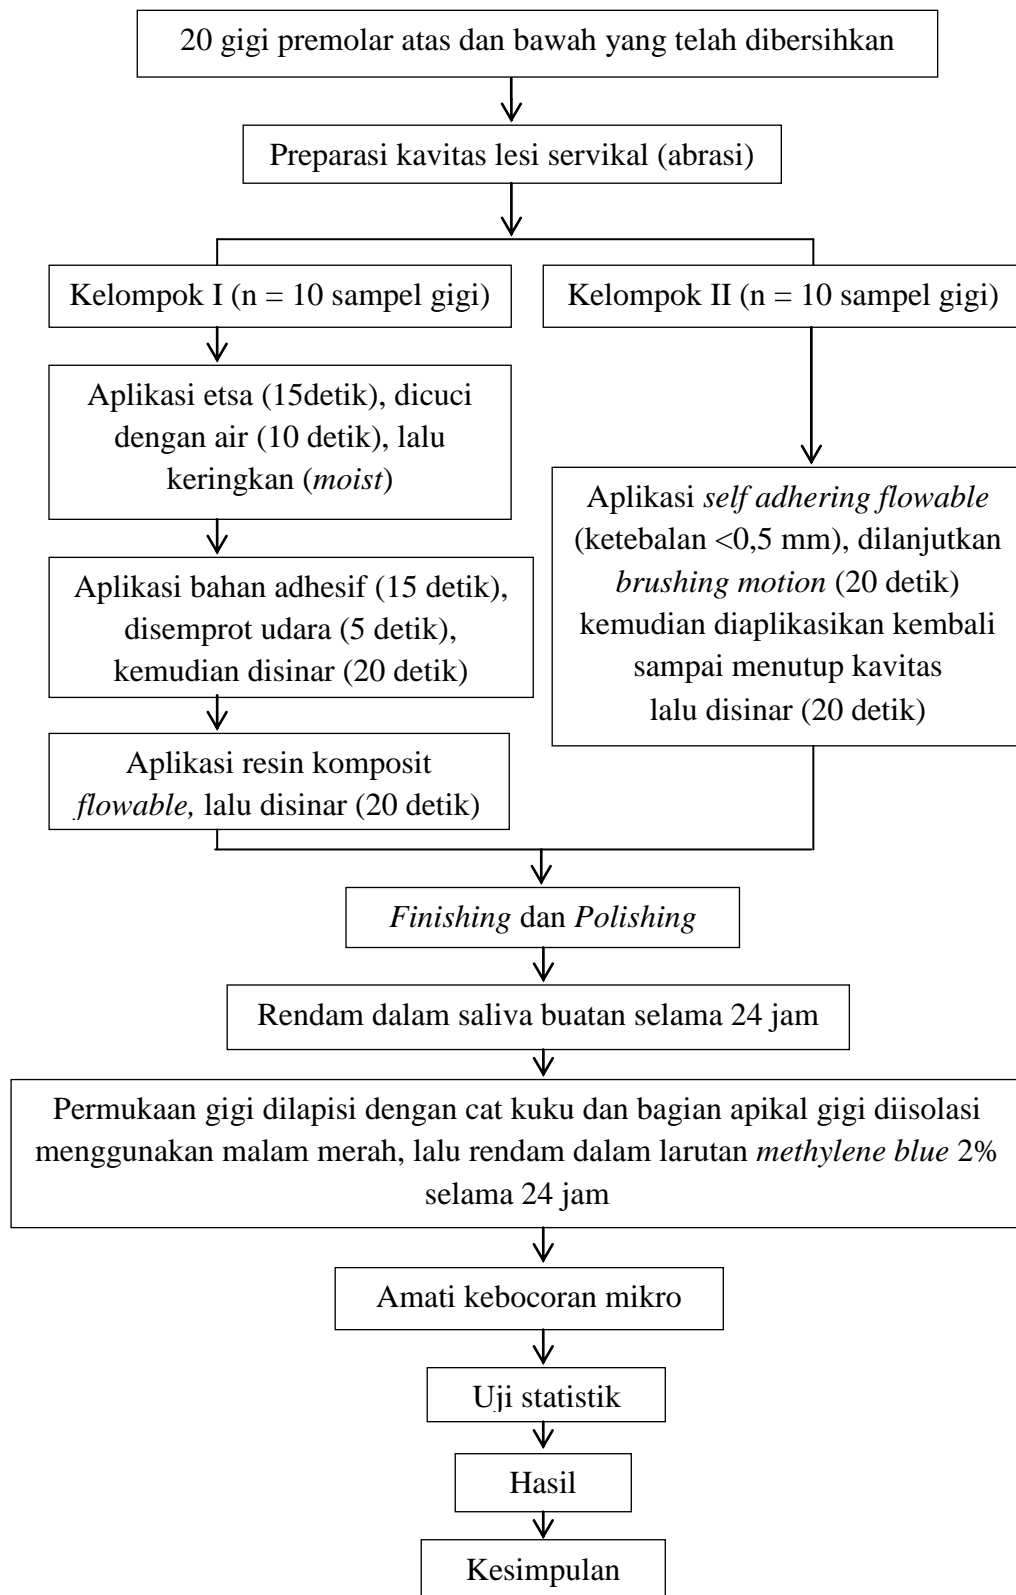 20 gigi premolar atas dan bawah yang telah dibersihkan
Preparasi kavitas lesi servikal (abrasi)
Kelompok I (n = 10 sampel gigi)
Aplikasi etsa (15detik), dicuci
dengan air (10 detik), lalu
keringkan (moist)
Aplikasi bahan adhesif (15 detik),
disemprot udara (5 detik),
kemudian disinar (20 detik)
Aplikasi resin komposit
flowable, lalu disinar (20 detik)
Kelompok II (n = 10 sampel gigi)
Aplikasi self adhering flowable
(ketebalan <0,5 mm), dilanjutkan
brushing motion (20 detik)
kemudian diaplikasikan kembali
sampai menutup kavitas
lalu disinar (20 detik)
Finishing dan Polishing
Rendam dalam saliva buatan selama 24 jam
Permukaan gigi dilapisi dengan cat kuku dan bagian apikal gigi diisolasi
menggunakan malam merah, lalu rendam dalam larutan methylene blue 2%
selama 24 jam
Amati kebocoran mikro
Uji statistik
Hasil
Kesimpulan